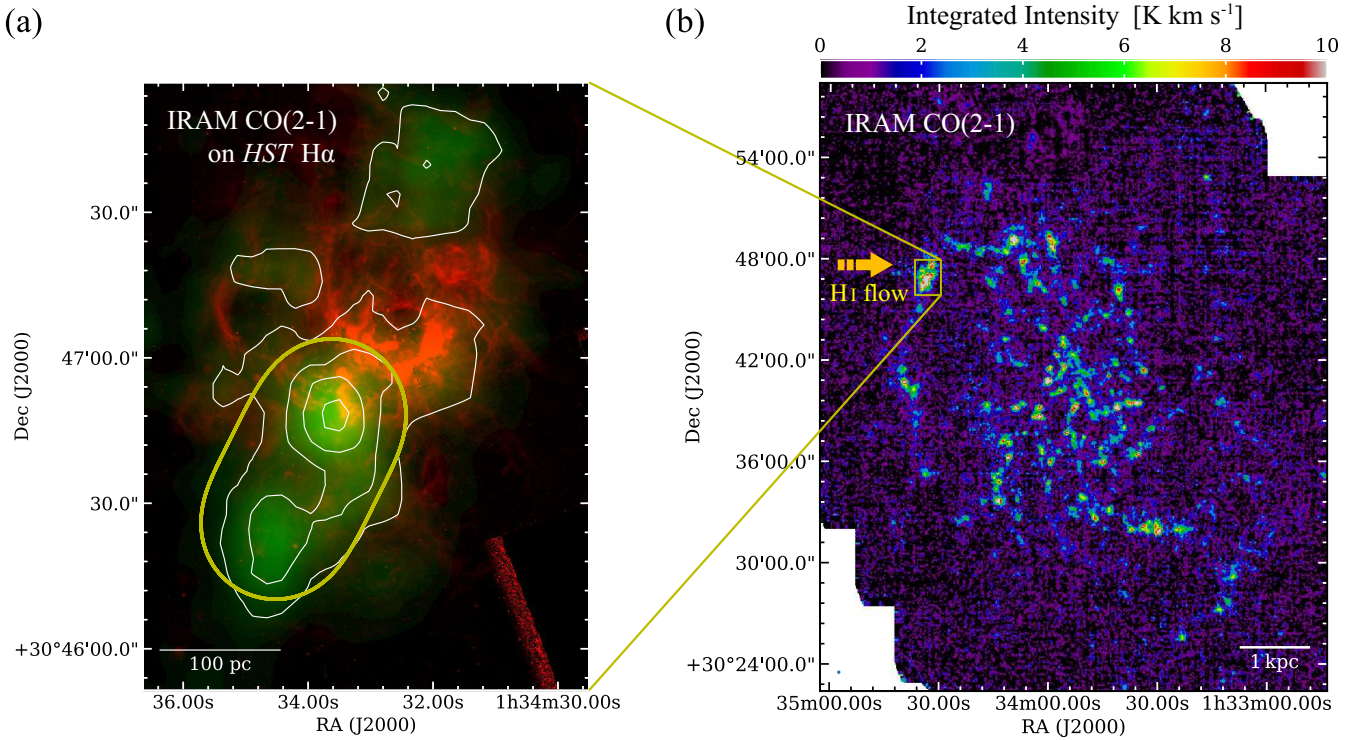 (a)
IRAM CO(2-1)
on HST Hα
30.0"
47'00.0"
30.0"
+30°46'00.0"
Dec (J2000)
100 pc
36.00s 34.00s 32.00s 1h34m30.00s
RA (J2000)
(b)
Integrated Intensity [K km s⁻¹]
0 2 4 6 8 10
IRAM CO(2-1)
54'00.0"
48'00.0"
42'00.0"
36'00.0"
30'00.0"
+30°24'00.0"
Dec (J2000)
H I flow
1 kpc
35m00.00s 30.00s 34m00.00s 30.00s 1h33m00.00s
RA (J2000)